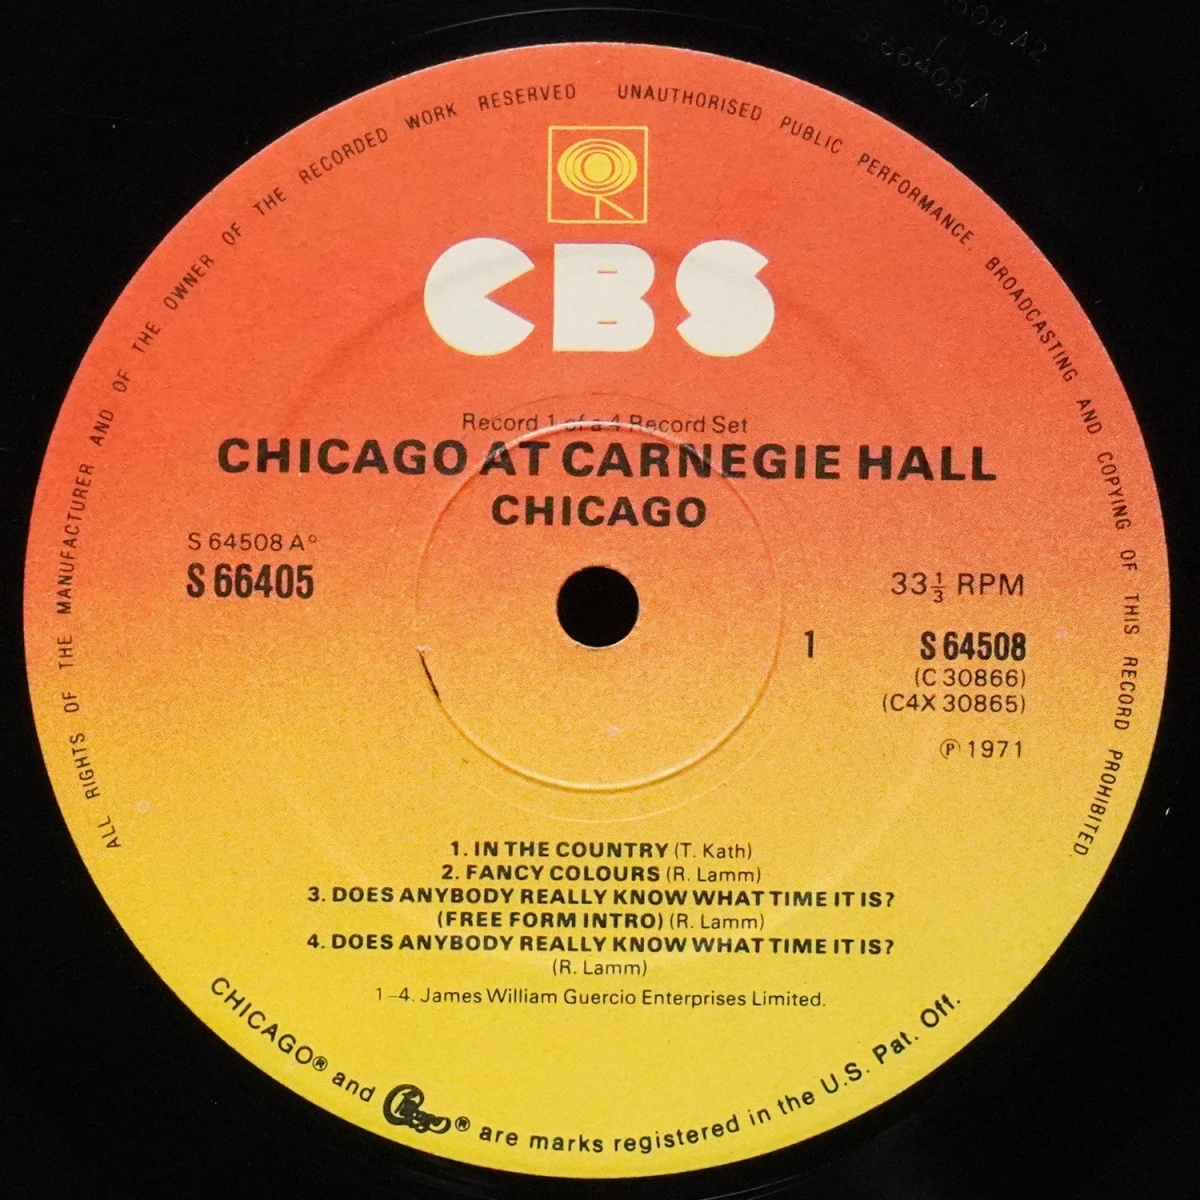 S 66405 A
ALL RIGHTS OF THE MANUFACTURER AND OF THE OWNER OF THE RECORDED WORK RESERVED UNAUTHORISED PUBLIC PERFORMANCE, BROADCASTING AND COPYING OF THIS RECORD PROHIBITED.
CBS
Record 1 of a 4 Record Set
CHICAGO AT CARNEGIE HALL
CHICAGO
S 64508 A°
S 66405
33⅓ RPM
1 S 64508
(C 30866)
(C4X 30865)
℗ 1971
1. IN THE COUNTRY (T. Kath)
2. FANCY COLOURS (R. Lamm)
3. DOES ANYBODY REALLY KNOW WHAT TIME IT IS?
(FREE FORM INTRO) (R. Lamm)
4. DOES ANYBODY REALLY KNOW WHAT TIME IT IS?
(R. Lamm)
1–4. James William Guercio Enterprises Limited.
CHICAGO® and Chicago® are marks registered in the U.S. Pat. Off.